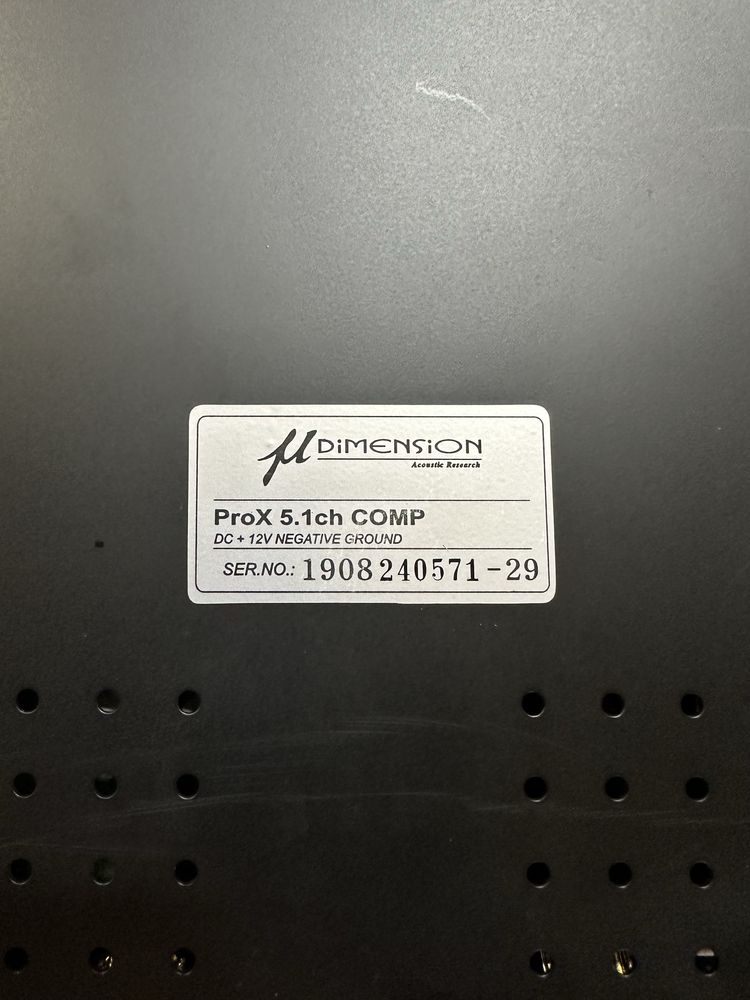 µ DiMENSiON
Acoustic Research
ProX 5.1ch COMP
DC + 12V NEGATIVE GROUND
SER.NO.: 1908240571-29